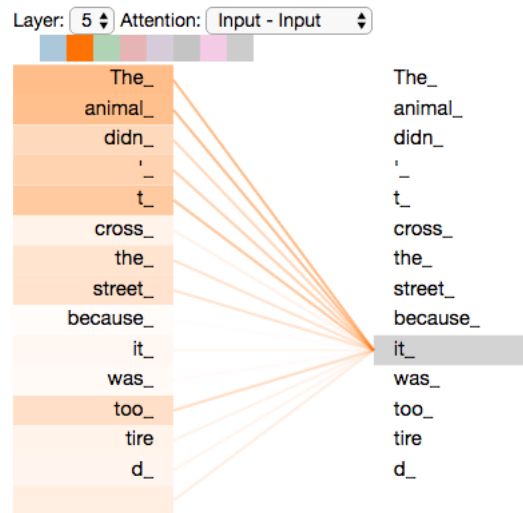 Layer: 5 Attention: Input - Input
The_ The_
animal_ animal_
didn_ didn_
'_ '_
t_ t_
cross_ cross_
the_ the_
street_ street_
because_ because_
it_ it_
was_ was_
too_ too_
tire tire
d_ d_